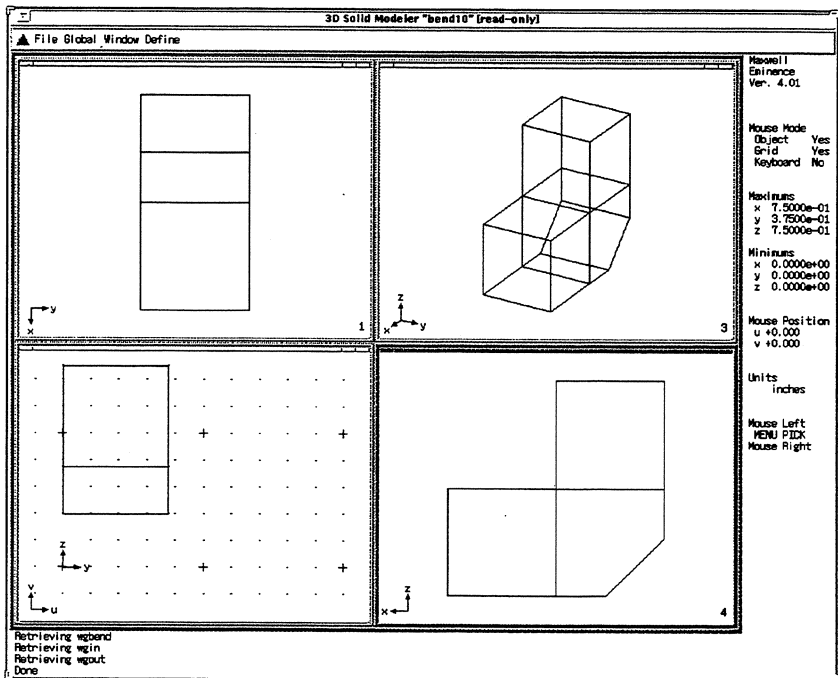 3D Solid Modeler "bend10" [read-only]
File Global Window Define
Maxwell
Eminence
Ver. 4.01
Mouse Mode
Object Yes
Grid Yes
Keyboard No
Maximums
x 7.5000e-01
y 3.7500e-01
z 7.5000e-01
Minimums
x 0.0000e+00
y 0.0000e+00
z 0.0000e+00
Mouse Position
u +0.000
v +0.000
Units
inches
Mouse Left
MENU PICK
Mouse Right
y
x
1
z
x
y
3
z
y
v
u
z
x
4
Retrieving wgbend
Retrieving wgin
Retrieving wgout
Done